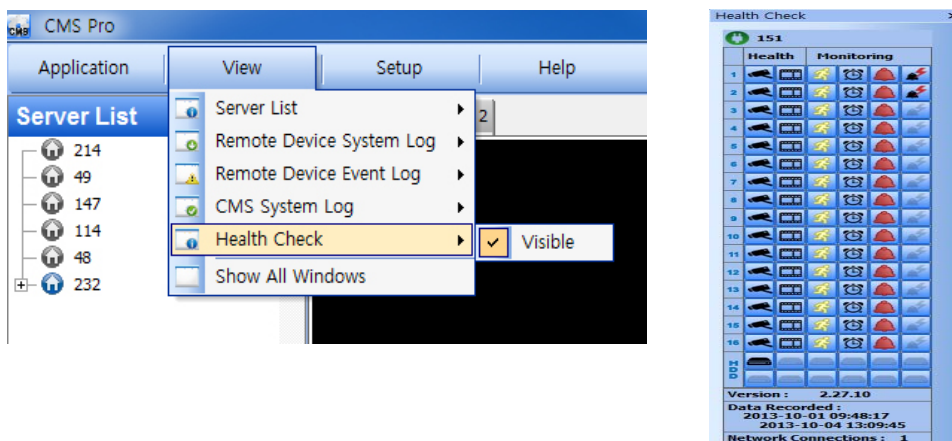 CMS Pro
Application View Setup Help
Server List
214
49
147
114
48
232
Server List
Remote Device System Log
Remote Device Event Log
CMS System Log
Health Check
Visible
Show All Windows
2
Health Check
151
Health Monitoring
1
2
3
4
5
6
7
8
9
10
11
12
13
14
15
16
HDD
Version : 2.27.10
Data Recorded :
2013-10-01 09:48:17
2013-10-04 13:09:45
Network Connections : 1